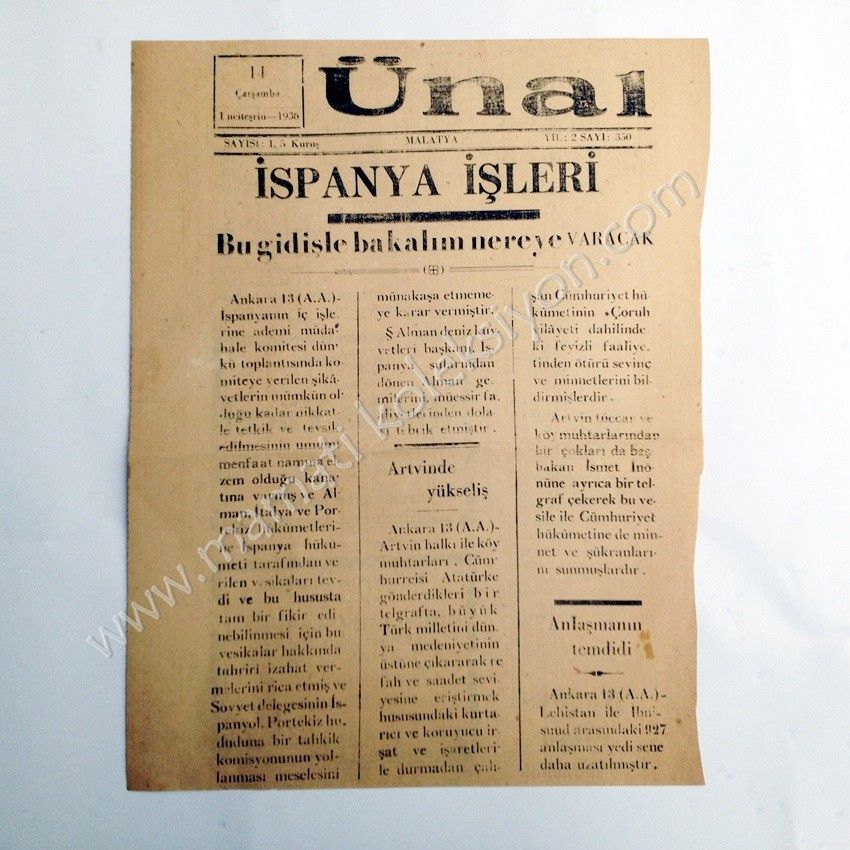 14
Çarşamba
1 nciteşrin—1936
Ünal
SAYISI: 1, 5 Kuruş
MALATYA
YIL: 2 SAYI: 350
İSPANYA İŞLERİ
Bu gidişle bakalım nereye VARACAK
Ankara 13 (A.A.)-
İspanyanın iç işle
rine ademi müda
hale komitesi dün
kü toplantısında ko
miteye verilen şikâ
yetlerin mümkün ol
duğu kadar dikkat
le tetkik ve tevsik
edilmesinin umumi
menfaat namına el
zem olduğu kana
tına varmış ve Al
man, İtalya ve Por
tekiz hükûmetleri-
ne İspanya hükû-
meti tarafından ve
rilen vesikaları tev
di ve bu hususta
tam bir fikir edi
nebilinmesi için bu
vesikalar hakkında
tahriri izahat ver-
melerini rica etmiş ve
Sovyet delegesinin İs-
panyol, Portekiz hu.
duduna bir tahkik
komisyonunun yol-
lanması meselesini
münakaşa etmeme-
ye karar vermiştir.
§ Alman deniz kuv
vetleri başkanı, İs-
panya sularından
dönen Alman ge-
milerini müessir fa
aliyetlerinden dola
yı tebrik etmiştir.
Artvinde
yükseliş
Ankara 13 (A.A.)-
Artvin halkı ile köy
muhtarları, Cüm
hurreisi Atatürke
gönderdikleri bir
telgrafta, büyük
Türk milletini dün
ya medeniyetinin
üstüne çıkararak re
fah ve saadet sevi
yesine eriştirmek
hususundaki kurta-
rıcı ve koruyucu ir
şat ve işaretleri
le durmadan çalı-
şan Cümhuriyet hü
kûmetinin «Çoruh
vilâyeti dahilinde
ki feyizli faaliye.
tinden ötürü sevinç
ve minnetlerini bil
dirmişlerdir.
Artvin tüccar ve
köy muhtarlarından
bir çokları da baş
bakan İsmet İnö
nüne ayrıca bir tel
graf çekerek bu ve
sile ile Cümhuriyet
hükûmetine de min
net ve şükranların
ı sunmuşlardır.
Anlaşmanın
temdidi
Ankara 13 (A.A.)-
Lehistan ile İbni-
suud arasındaki 927
anlaşması yedi sene
daha uzatılmıştır.
www.mamatikoleksiyon.com